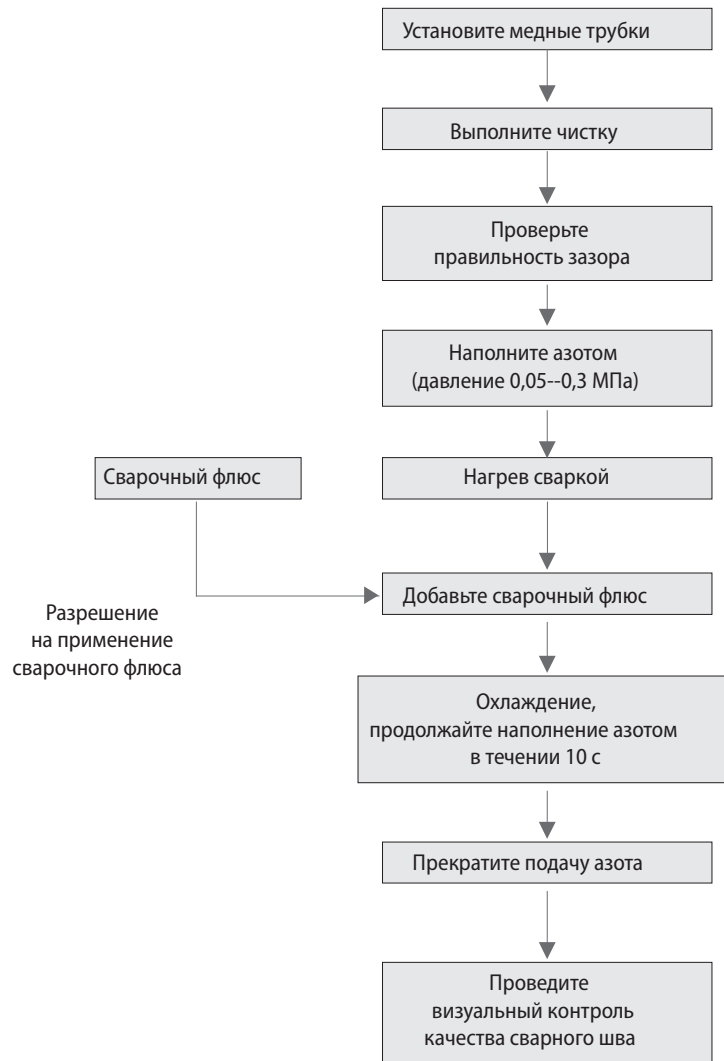 Установите медные трубки
Выполните чистку
Проверьте
правильность зазора
Наполните азотом
(давление 0,05--0,3 МПа)
Сварочный флюс
Нагрев сваркой
Добавьте сварочный флюс
Разрешение
на применение
сварочного флюса
Охлаждение,
продолжайте наполнение азотом
в течении 10 с
Прекратите подачу азота
Проведите
визуальный контроль
качества сварного шва